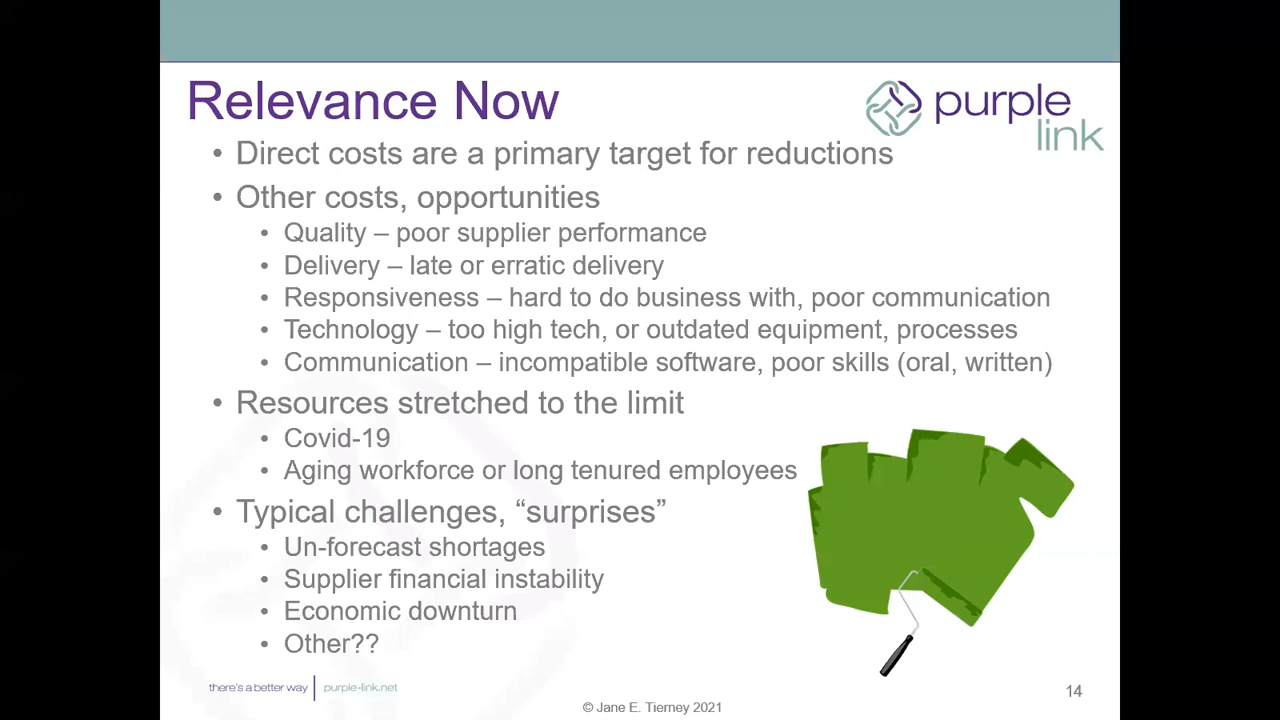 Relevance Now
purple
link
• Direct costs are a primary target for reductions
• Other costs, opportunities
• Quality – poor supplier performance
• Delivery – late or erratic delivery
• Responsiveness – hard to do business with, poor communication
• Technology – too high tech, or outdated equipment, processes
• Communication – incompatible software, poor skills (oral, written)
• Resources stretched to the limit
• Covid-19
• Aging workforce or long tenured employees
• Typical challenges, “surprises”
• Un-forecast shortages
• Supplier financial instability
• Economic downturn
• Other??
there's a better way | purple-link.net
© Jane E. Tierney 2021
14